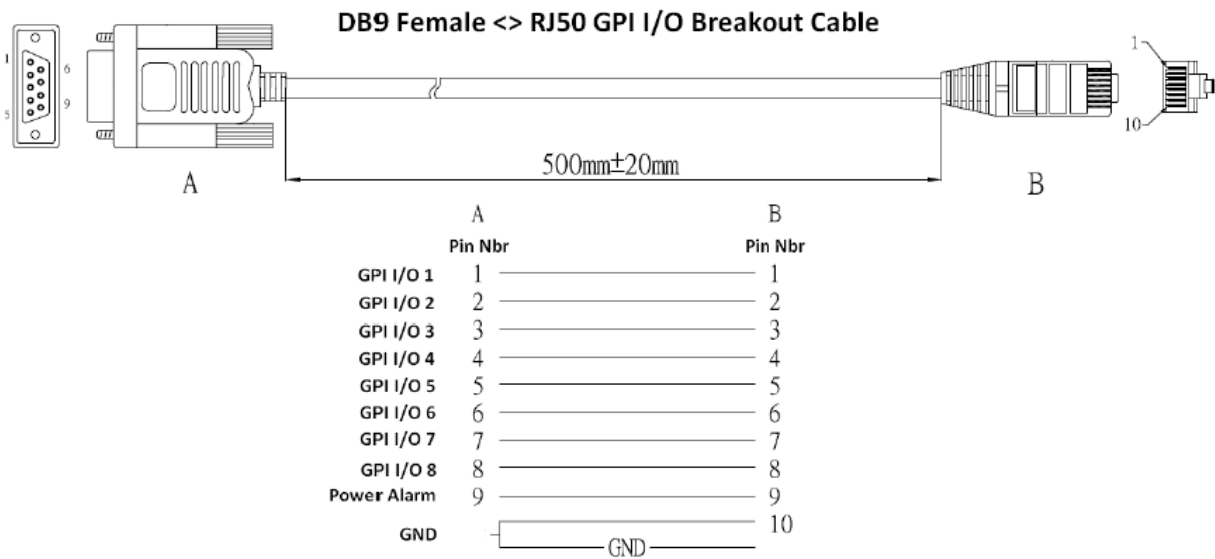 DB9 Female <> RJ50 GPI I/O Breakout Cable
1
6
9
5
1
10
500mm±20mm
A
B
A B
Pin Nbr Pin Nbr
GPI I/O 1 1 1
GPI I/O 2 2 2
GPI I/O 3 3 3
GPI I/O 4 4 4
GPI I/O 5 5 5
GPI I/O 6 6 6
GPI I/O 7 7 7
GPI I/O 8 8 8
Power Alarm 9 9
GND 10
GND